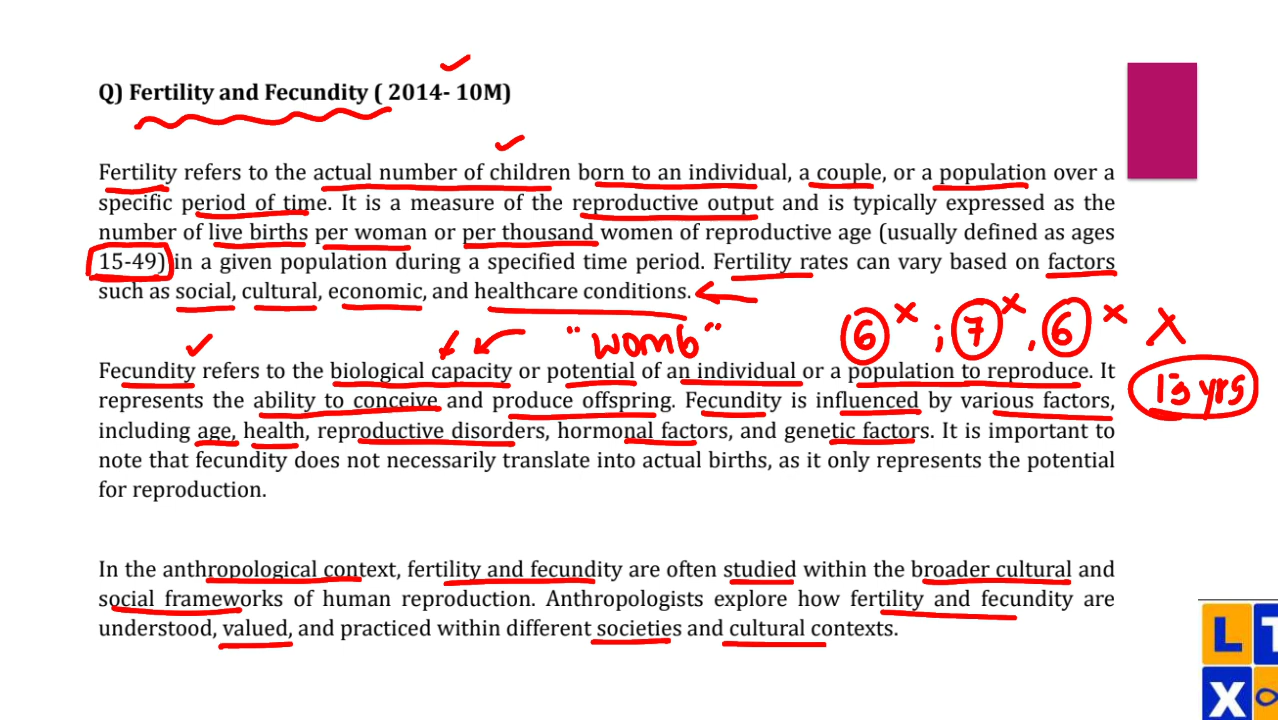 Q) Fertility and Fecundity ( 2014- 10M)
Fertility refers to the actual number of children born to an individual, a couple, or a population over a
specific period of time. It is a measure of the reproductive output and is typically expressed as the
number of live births per woman or per thousand women of reproductive age (usually defined as ages
15-49) in a given population during a specified time period. Fertility rates can vary based on factors
such as social, cultural, economic, and healthcare conditions.
"womb" 6 x ; 7 x , 6 x X
Fecundity refers to the biological capacity or potential of an individual or a population to reproduce. It
13 yrs
represents the ability to conceive and produce offspring. Fecundity is influenced by various factors,
including age, health, reproductive disorders, hormonal factors, and genetic factors. It is important to
note that fecundity does not necessarily translate into actual births, as it only represents the potential
for reproduction.
In the anthropological context, fertility and fecundity are often studied within the broader cultural and
social frameworks of human reproduction. Anthropologists explore how fertility and fecundity are
understood, valued, and practiced within different societies and cultural contexts.
L T
X